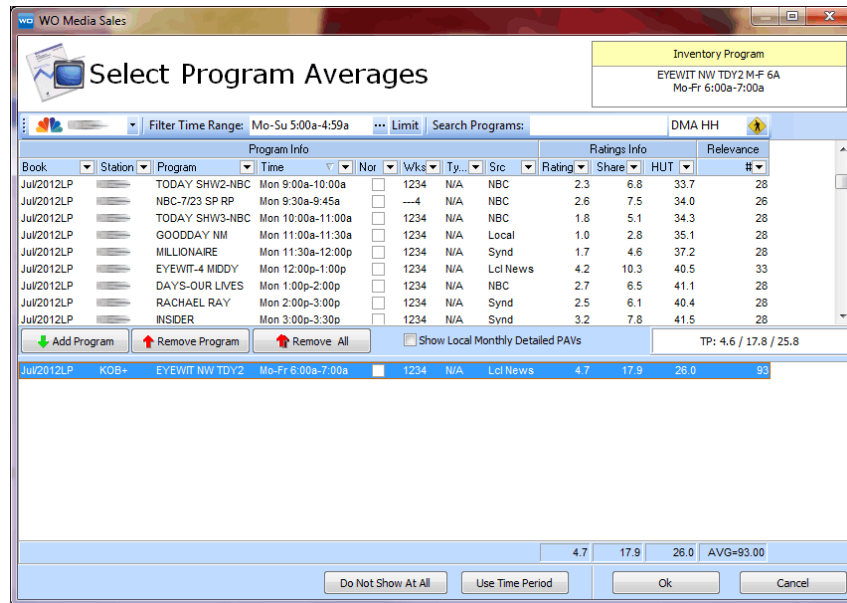 WO WO Media Sales
Select Program Averages
Inventory Program
EYEWIT NW TDY2 M-F 6A
Mo-Fr 6:00a-7:00a
Filter Time Range: Mo-Su 5:00a-4:59a ... Limit Search Programs: DMA HH
Program Info Ratings Info Relevance
Book Station Program Time Nor Wks Ty... Src Rating Share HUT #
Jul/2012LP TODAY SHW2-NBC Mon 9:00a-10:00a 1234 N/A NBC 2.3 6.8 33.7 28
Jul/2012LP NBC-7/23 SP RP Mon 9:30a-9:45a ---4 N/A NBC 2.6 7.5 34.0 26
Jul/2012LP TODAY SHW3-NBC Mon 10:00a-11:00a 1234 N/A NBC 1.8 5.1 34.3 28
Jul/2012LP GOODDAY NM Mon 11:00a-11:30a 1234 N/A Local 1.0 2.8 35.1 28
Jul/2012LP MILLIONAIRE Mon 11:30a-12:00p 1234 N/A Synd 1.7 4.6 37.2 28
Jul/2012LP EYEWIT-4 MIDDY Mon 12:00p-1:00p 1234 N/A Lcl News 4.2 10.3 40.5 33
Jul/2012LP DAYS-OUR LIVES Mon 1:00p-2:00p 1234 N/A NBC 2.7 6.5 41.1 28
Jul/2012LP RACHAEL RAY Mon 2:00p-3:00p 1234 N/A Synd 2.5 6.1 40.4 28
Jul/2012LP INSIDER Mon 3:00p-3:30p 1234 N/A Synd 3.2 7.8 41.5 28
Add Program Remove Program Remove All Show Local Monthly Detailed PAVs TP: 4.6 / 17.8 / 25.8
Jul/2012LP KOB+ EYEWIT NW TDY2 Mo-Fr 6:00a-7:00a 1234 N/A Lcl News 4.7 17.9 26.0 93
4.7 17.9 26.0 AVG=93.00
Do Not Show At All Use Time Period Ok Cancel